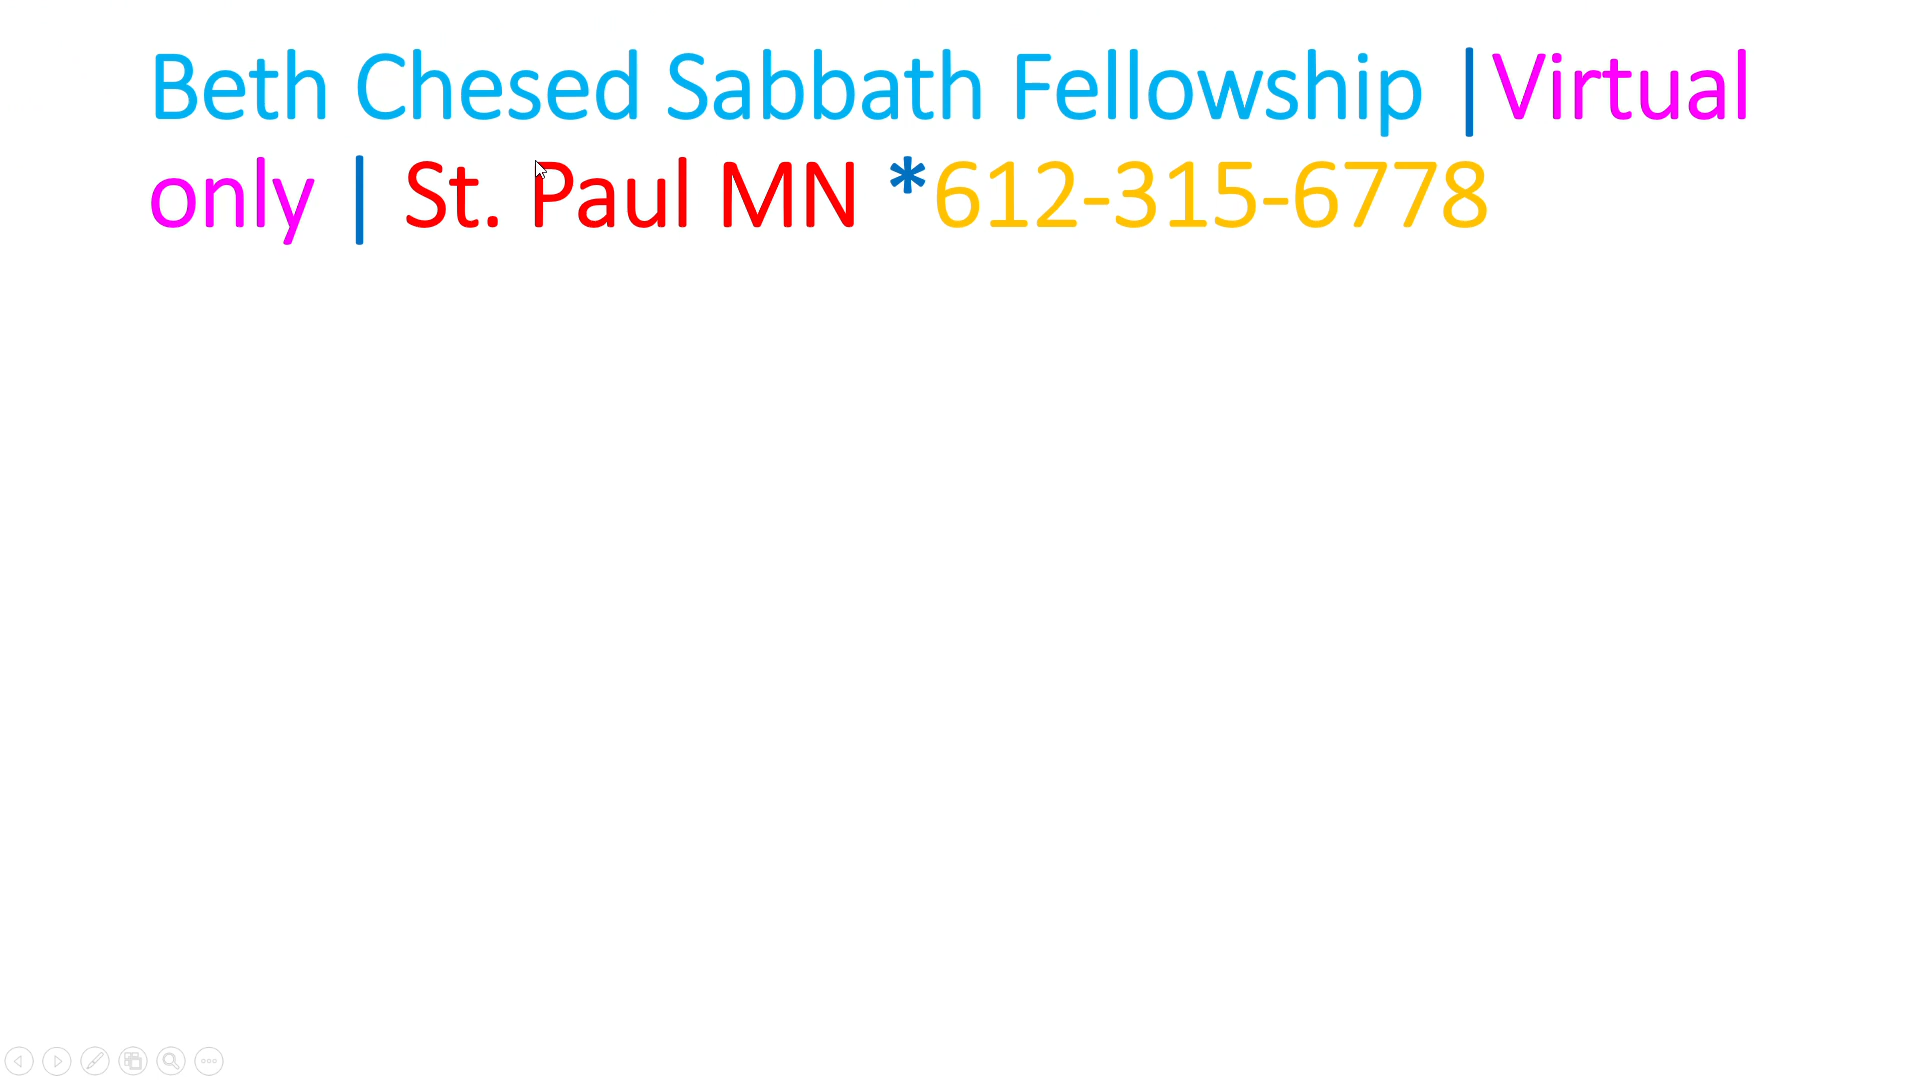 Beth Chesed Sabbath Fellowship |Virtual
only | St. Paul MN *612-315-6778